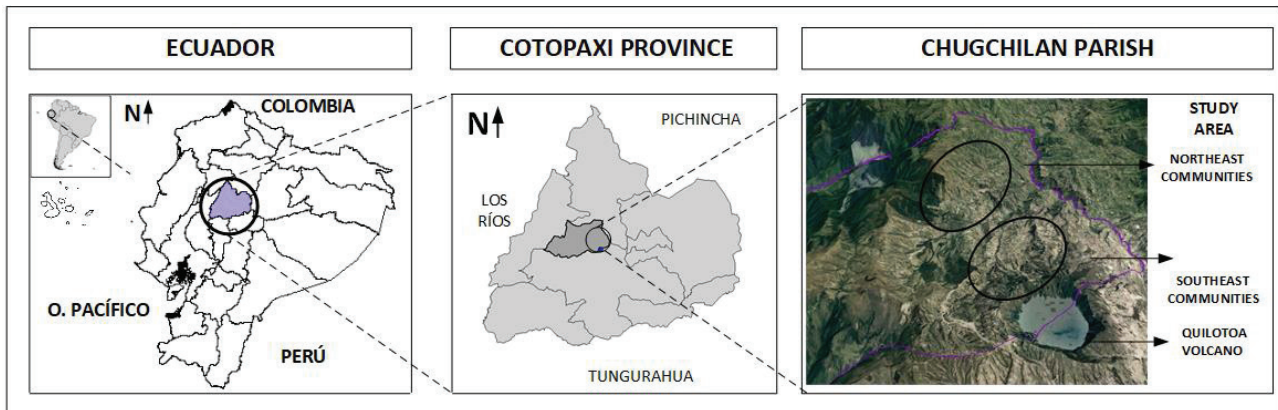 ECUADOR
COTOPAXI PROVINCE
CHUGCHILAN PARISH
N
COLOMBIA
O. PACÍFICO
PERÚ
N
PICHINCHA
LOS
RÍOS
TUNGURAHUA
STUDY
AREA
NORTHEAST
COMMUNITIES
SOUTHEAST
COMMUNITIES
QUILOTOA
VOLCANO